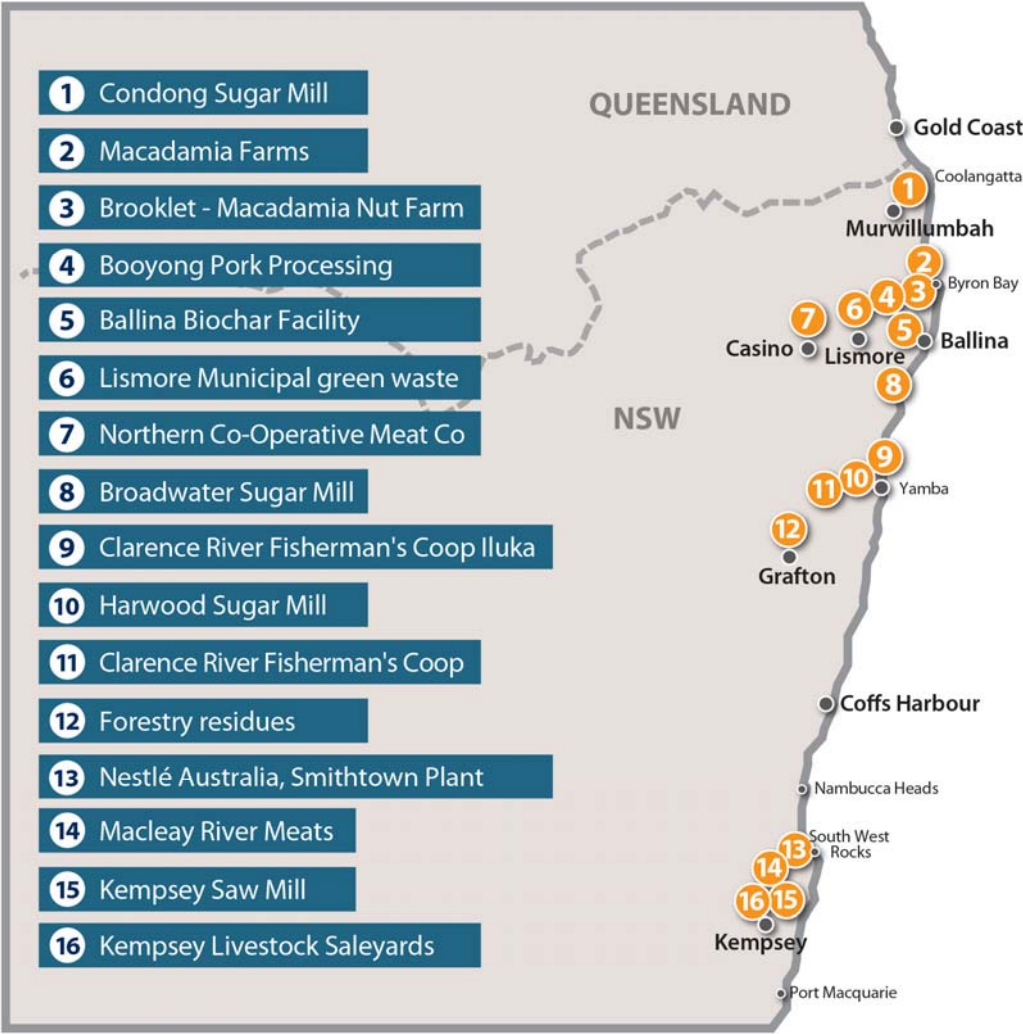 1 Condong Sugar Mill
2 Macadamia Farms
3 Brooklet - Macadamia Nut Farm
4 Booyong Pork Processing
5 Ballina Biochar Facility
6 Lismore Municipal green waste
7 Northern Co-Operative Meat Co
8 Broadwater Sugar Mill
9 Clarence River Fisherman's Coop Iluka
10 Harwood Sugar Mill
11 Clarence River Fisherman's Coop
12 Forestry residues
13 Nestlé Australia, Smithtown Plant
14 Macleay River Meats
15 Kempsey Saw Mill
16 Kempsey Livestock Saleyards
QUEENSLAND
Gold Coast
Coolangatta
1
Murwillumbah
2
Byron Bay
3
4
6
7
5
Ballina
Casino
Lismore
8
NSW
9
10
11
Yamba
12
Grafton
Coffs Harbour
Nambucca Heads
South West
Rocks
13
14
16
15
Kempsey
Port Macquarie